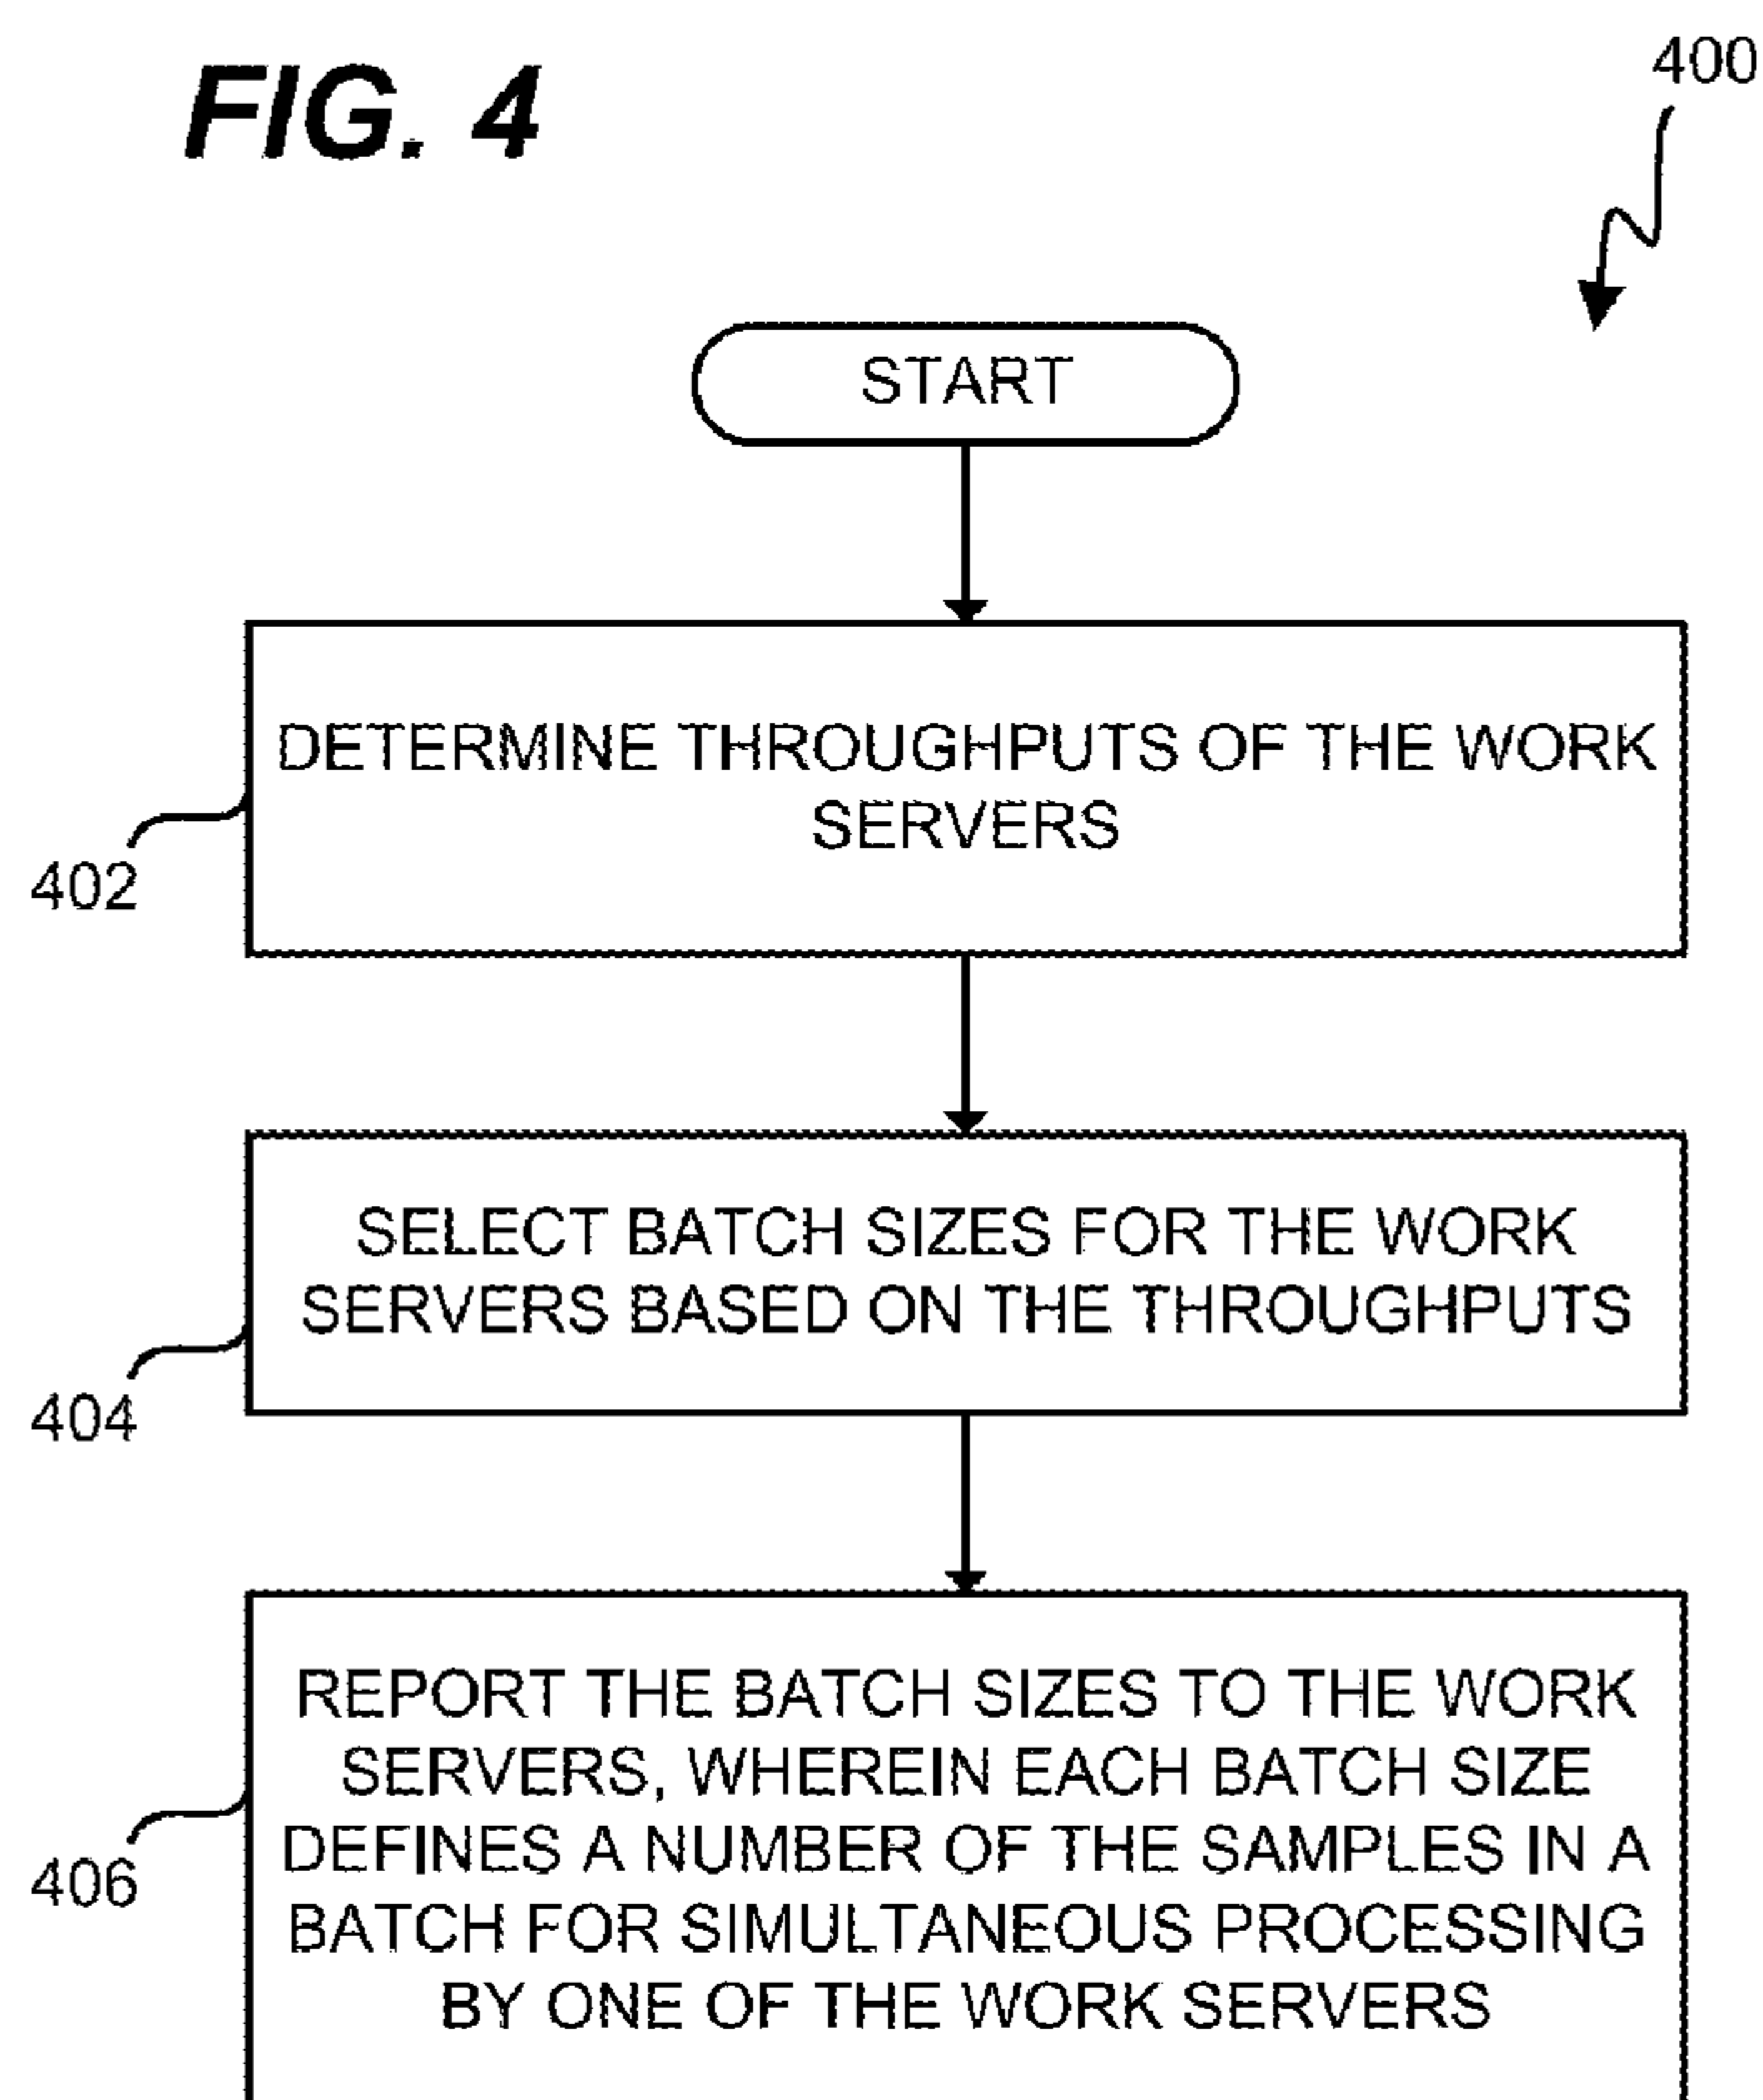 FIG. 4
400
START
DETERMINE THROUGHPUTS OF THE WORK
SERVERS
402
SELECT BATCH SIZES FOR THE WORK
SERVERS BASED ON THE THROUGHPUTS
404
REPORT THE BATCH SIZES TO THE WORK
SERVERS, WHEREIN EACH BATCH SIZE
DEFINES A NUMBER OF THE SAMPLES IN A
BATCH FOR SIMULTANEOUS PROCESSING
BY ONE OF THE WORK SERVERS
406